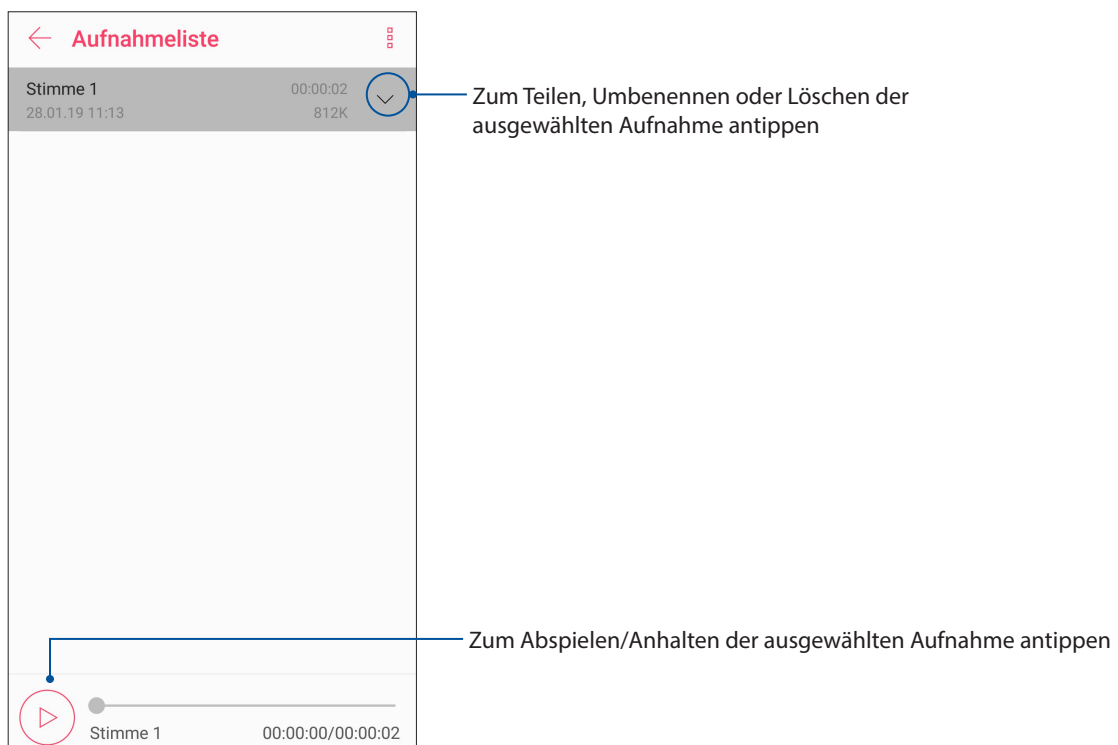 Aufnahmeliste
Stimme 1 00:00:02
28.01.19 11:13 812K
Zum Teilen, Umbenennen oder Löschen der
ausgewählten Aufnahme antippen
Zum Abspielen/Anhalten der ausgewählten Aufnahme antippen
Stimme 1 00:00:00/00:00:02